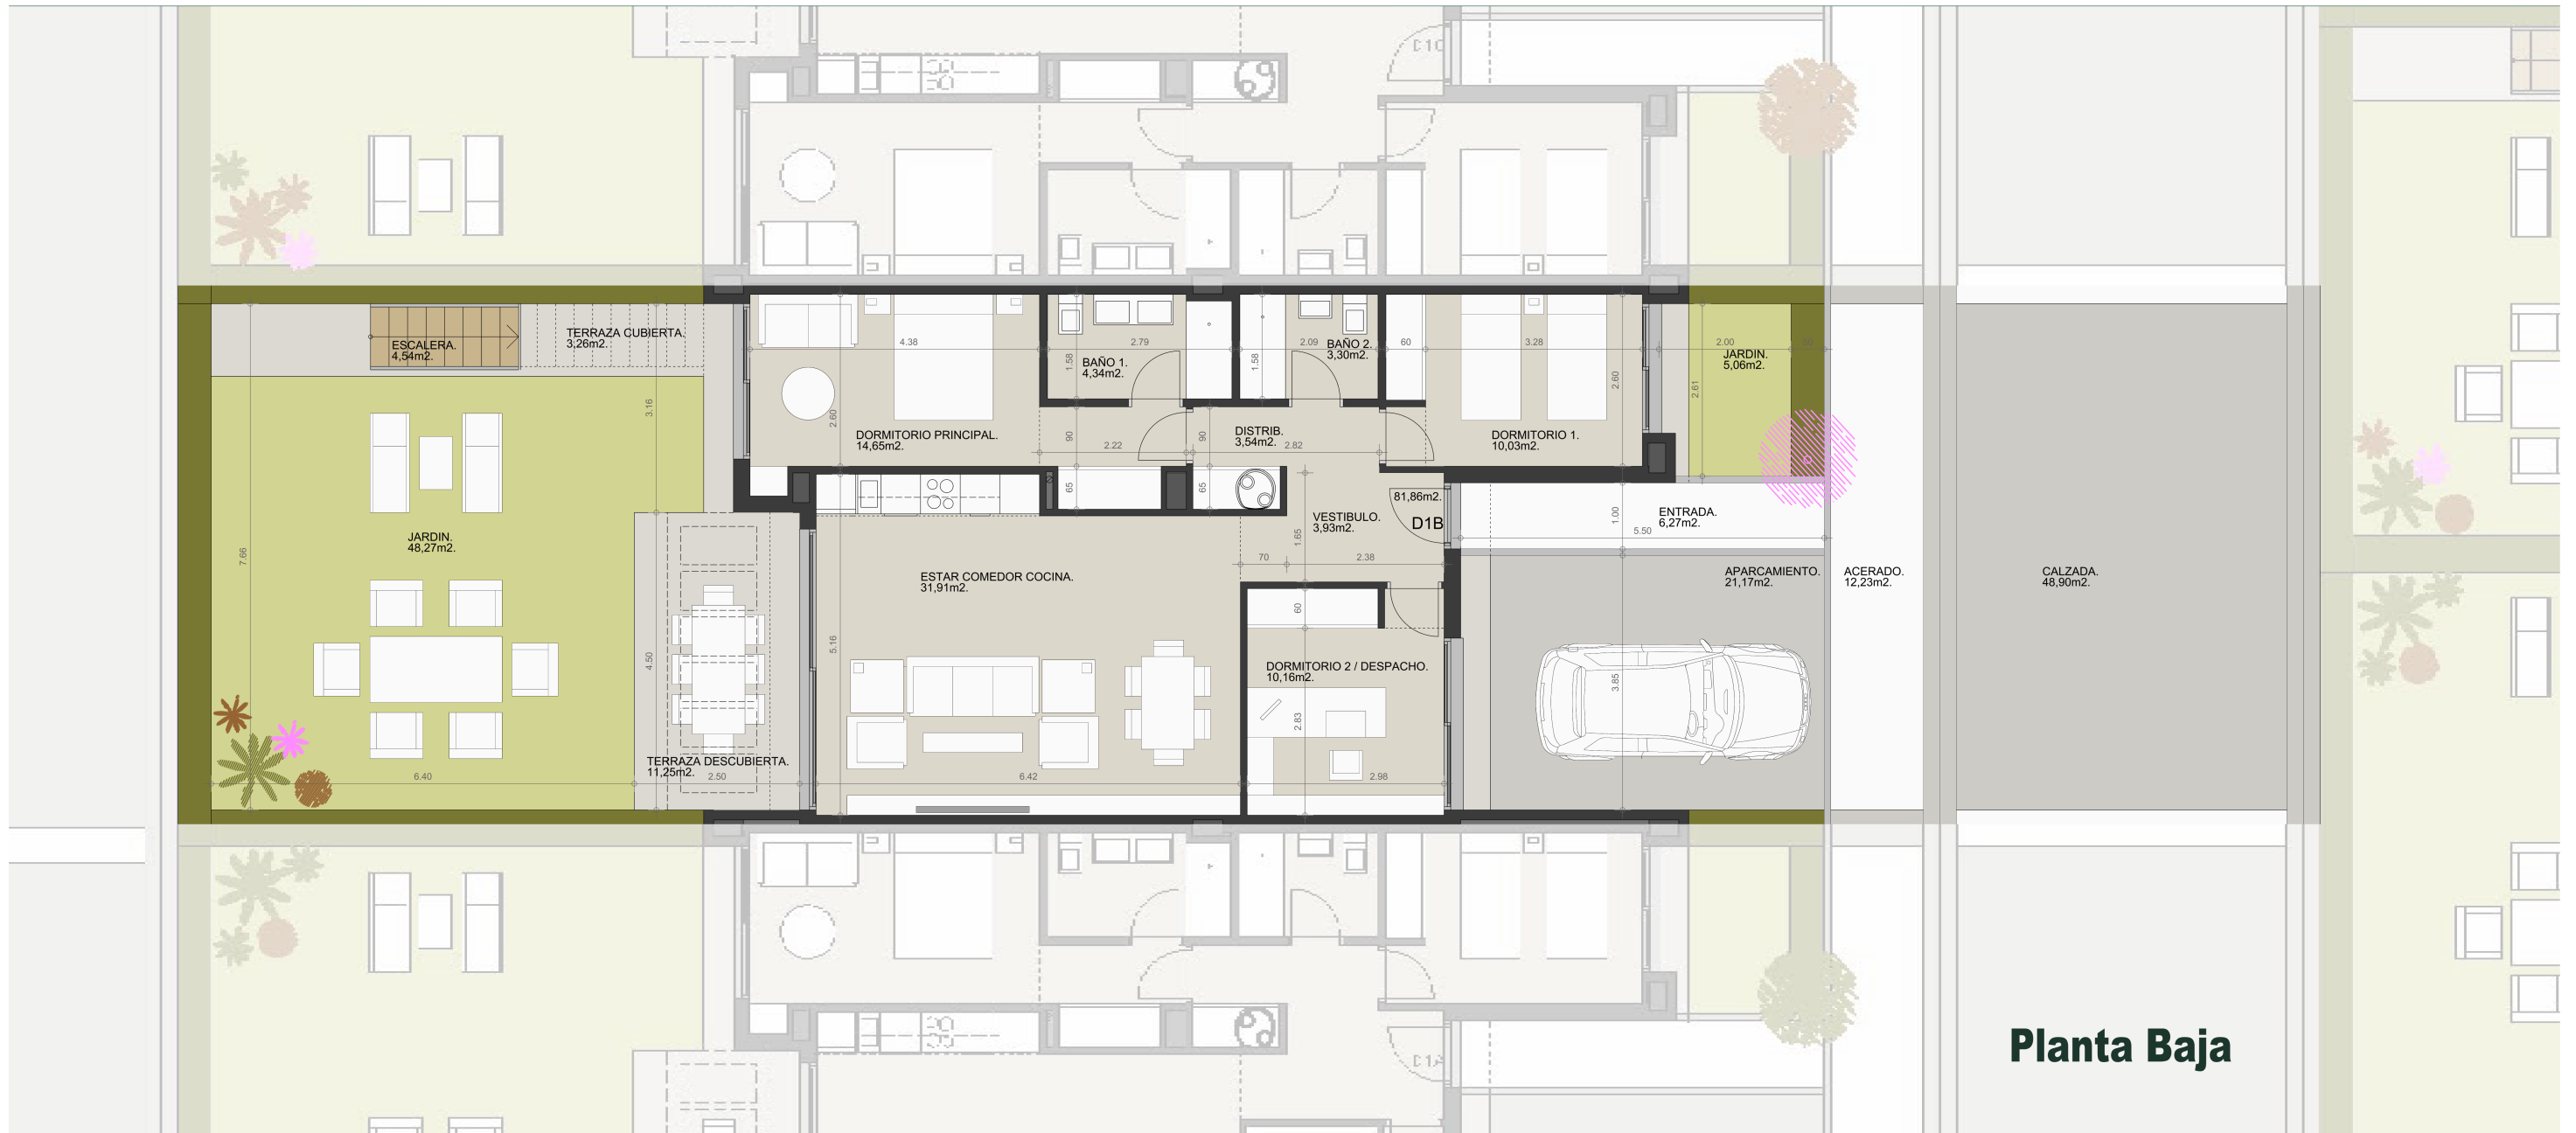 D1C
ESCALERA.
4,54m2.
TERRAZA CUBIERTA.
3,26m2.
3.16
4.38
2.60
DORMITORIO PRINCIPAL.
14,65m2.
2.79
1.58
BAÑO 1.
4,34m2.
2.09
1.58
BAÑO 2.
3,30m2.
60
3.28
2.60
DORMITORIO 1.
10,03m2.
2.00
50
JARDIN.
5,06m2.
2.61
90
2.22
90
DISTRIB.
3,54m2.
2.82
65
65
81,86m2.
D1B
VESTIBULO.
3,93m2.
1.65
70
2.38
ENTRADA.
6,27m2.
1.00
5.50
JARDIN.
48,27m2.
7.66
4.50
ESTAR COMEDOR COCINA.
31,91m2.
5.16
60
DORMITORIO 2 / DESPACHO.
10,16m2.
2.83
APARCAMIENTO.
21,17m2.
3.85
ACERADO.
12,23m2.
CALZADA.
48,90m2.
TERRAZA DESCUBIERTA.
11,25m2.
6.40
2.50
6.42
2.98
D1A
Planta Baja